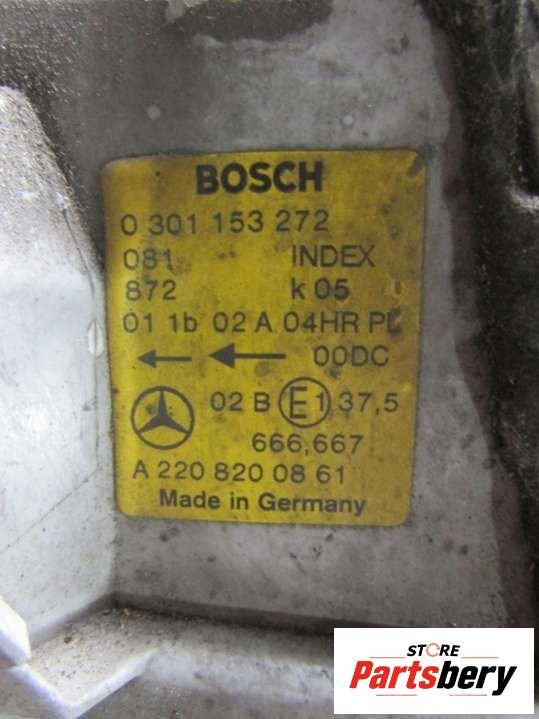 BOSCH
0 301 153 272
081 INDEX
872 k 05
01 1b 02 A 04HR PL
00DC
02 B E1 37,5
666,667
A 220 820 08 61
Made in Germany
STORE
Partsbery